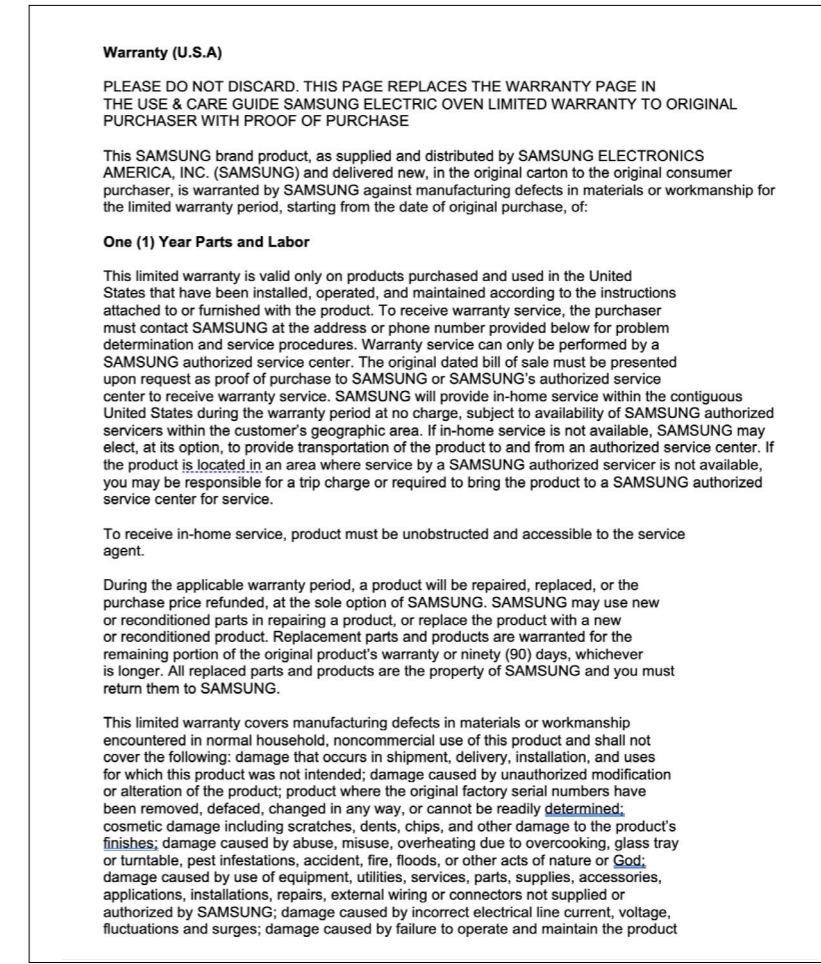 Warranty (U.S.A)
PLEASE DO NOT DISCARD. THIS PAGE REPLACES THE WARRANTY PAGE IN
THE USE & CARE GUIDE SAMSUNG ELECTRIC OVEN LIMITED WARRANTY TO ORIGINAL
PURCHASER WITH PROOF OF PURCHASE
This SAMSUNG brand product, as supplied and distributed by SAMSUNG ELECTRONICS
AMERICA, INC. (SAMSUNG) and delivered new, in the original carton to the original consumer
purchaser, is warranted by SAMSUNG against manufacturing defects in materials or workmanship for
the limited warranty period, starting from the date of original purchase, of:
One (1) Year Parts and Labor
This limited warranty is valid only on products purchased and used in the United
States that have been installed, operated, and maintained according to the instructions
attached to or furnished with the product. To receive warranty service, the purchaser
must contact SAMSUNG at the address or phone number provided below for problem
determination and service procedures. Warranty service can only be performed by a
SAMSUNG authorized service center. The original dated bill of sale must be presented
upon request as proof of purchase to SAMSUNG or SAMSUNG's authorized service
center to receive warranty service. SAMSUNG will provide in-home service within the contiguous
United States during the warranty period at no charge, subject to availability of SAMSUNG authorized
servicers within the customer's geographic area. If in-home service is not available, SAMSUNG may
elect, at its option, to provide transportation of the product to and from an authorized service center. If
the product is located in an area where service by a SAMSUNG authorized servicer is not available,
you may be responsible for a trip charge or required to bring the product to a SAMSUNG authorized
service center for service.
To receive in-home service, product must be unobstructed and accessible to the service
agent.
During the applicable warranty period, a product will be repaired, replaced, or the
purchase price refunded, at the sole option of SAMSUNG. SAMSUNG may use new
or reconditioned parts in repairing a product, or replace the product with a new
or reconditioned product. Replacement parts and products are warranted for the
remaining portion of the original product's warranty or ninety (90) days, whichever
is longer. All replaced parts and products are the property of SAMSUNG and you must
return them to SAMSUNG.
This limited warranty covers manufacturing defects in materials or workmanship
encountered in normal household, noncommercial use of this product and shall not
cover the following: damage that occurs in shipment, delivery, installation, and uses
for which this product was not intended; damage caused by unauthorized modification
or alteration of the product; product where the original factory serial numbers have
been removed, defaced, changed in any way, or cannot be readily determined;
cosmetic damage including scratches, dents, chips, and other damage to the product's
finishes; damage caused by abuse, misuse, overheating due to overcooking, glass tray
or turntable, pest infestations, accident, fire, floods, or other acts of nature or God;
damage caused by use of equipment, utilities, services, parts, supplies, accessories,
applications, installations, repairs, external wiring or connectors not supplied or
authorized by SAMSUNG; damage caused by incorrect electrical line current, voltage,
fluctuations and surges; damage caused by failure to operate and maintain the product